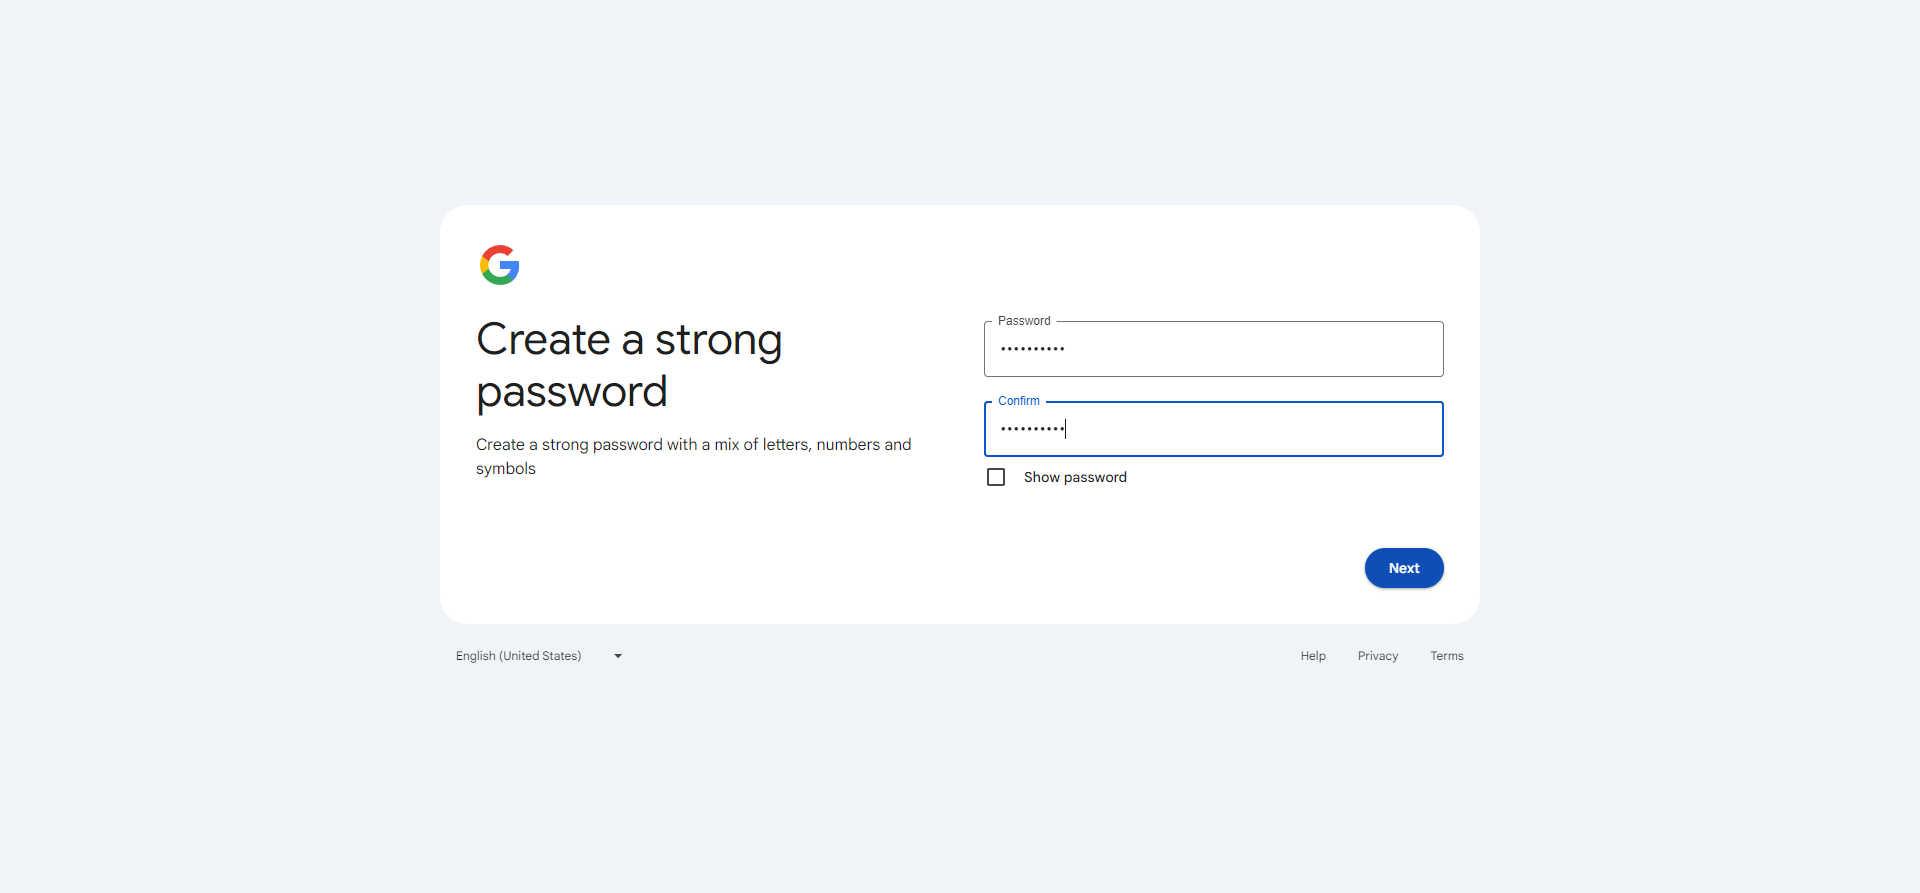 Create a strong
password
Create a strong password with a mix of letters, numbers and
symbols
Password
••••••••••
Confirm
••••••••••
Show password
Next
English (United States)
Help
Privacy
Terms